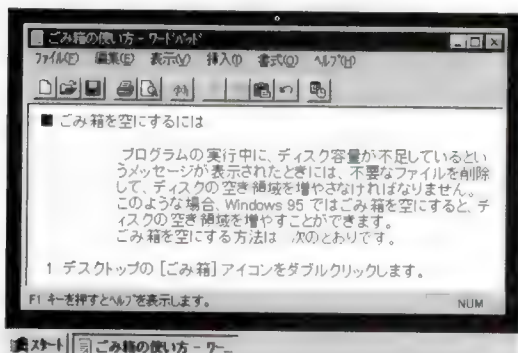 ごみ箱の使い方 - ワードパッド
ファイル(F) 編集(E) 表示(V) 挿入(I) 書式(O) ヘルプ(H)
■ ごみ箱を空にするには
プログラムの実行中に、ディスク容量が不足しているとい
うメッセージが表示されたときには、不要なファイルを削除
して、ディスクの空き領域を増やさなければなりません。
このような場合、Windows 95 ではごみ箱を空にすると、デ
ィスクの空き領域を増やすことができます。
ごみ箱を空にする方法は 次のとおりです。
1 デスクトップの [ごみ箱] アイコンをダブルクリックします。
F1 キーを押すとヘルプを表示します。 NUM
スタート ごみ箱の使い方 - ワー...